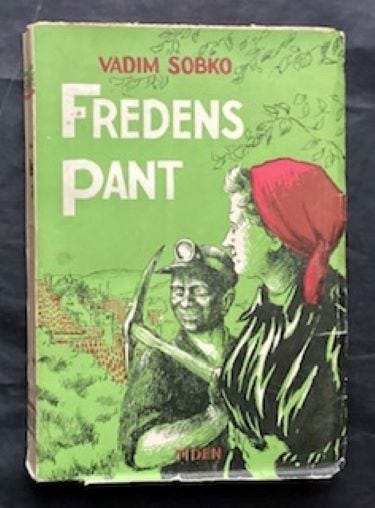 VADIM SOBKO
FREDENS
PANT
TIDEN